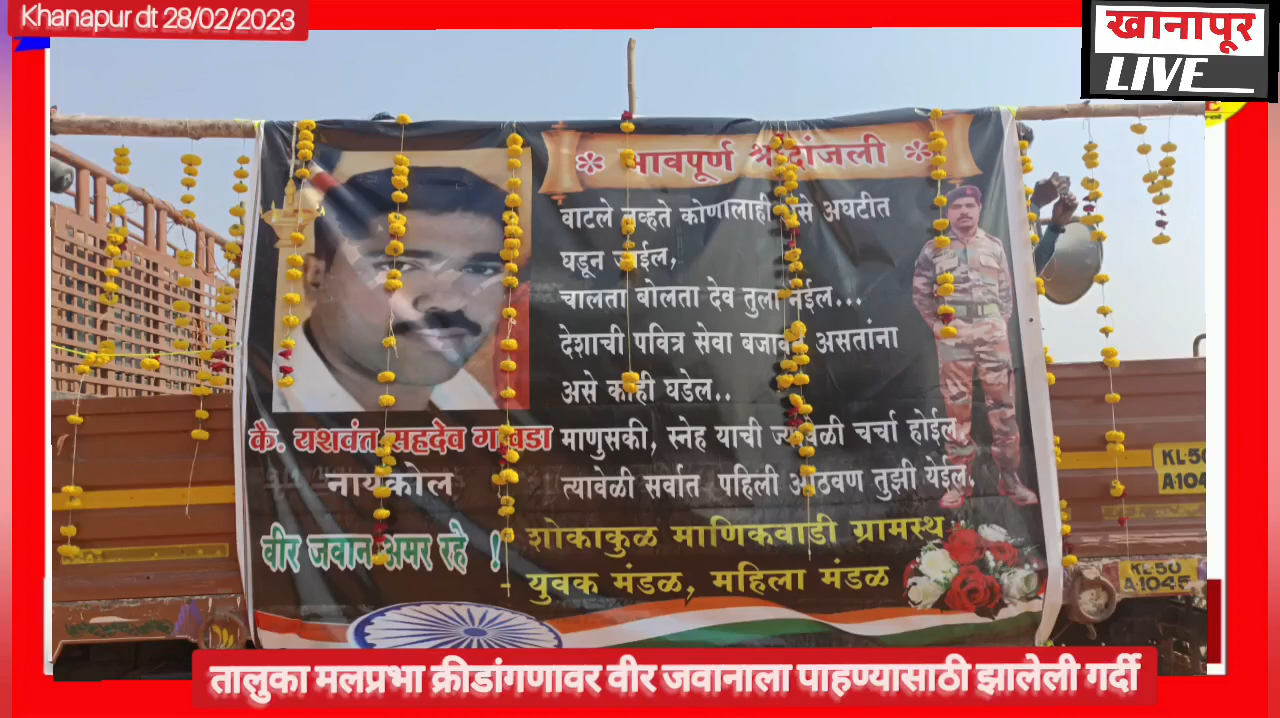 Khanapur dt 28/02/2023
खानापूर
LIVE
भावपूर्ण श्रद्धांजली
वाटले नव्हते कोणालाही असे अघटीत
घडून जाईल,
चालता बोलता देव तुला नेईल...
देशाची पवित्र सेवा बजावत असतांना
असे काही घडेल..
माणुसकी, स्नेह याची ज्यावेळी चर्चा होईल,
त्यावेळी सर्वात पहिली आठवण तुझी येईल.
कै. यशवंत सहदेव गावडा
नायकोल
वीर जवान अमर रहे !
शोकाकुळ माणिकवाडी ग्रामस्थ
- युवक मंडळ, महिला मंडळ
KL-50
A104
KL-50
A-1045
तालुका मलप्रभा क्रीडांगणावर वीर जवानाला पाहण्यासाठी झालेली गर्दी